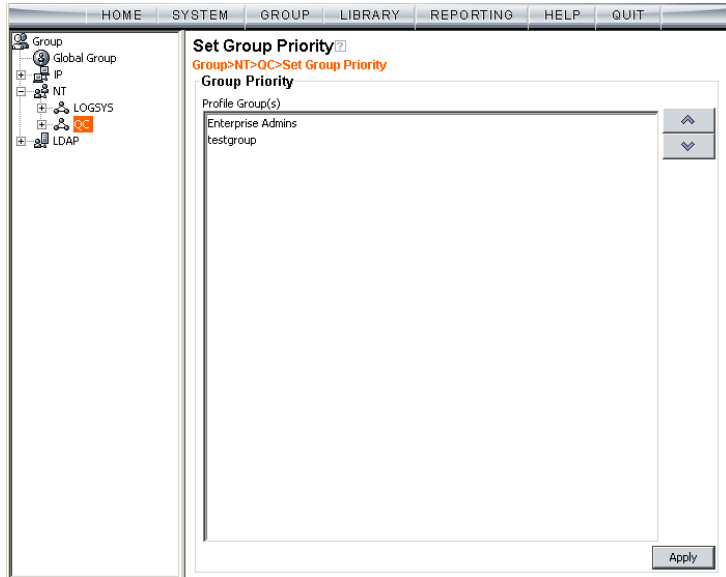 HOME SYSTEM GROUP LIBRARY REPORTING HELP QUIT
Group
Global Group
IP
NT
LOGSYS
QC
LDAP
Set Group Priority?
Group>NT>QC>Set Group Priority
Group Priority
Profile Group(s)
Enterprise Admins
testgroup
Apply